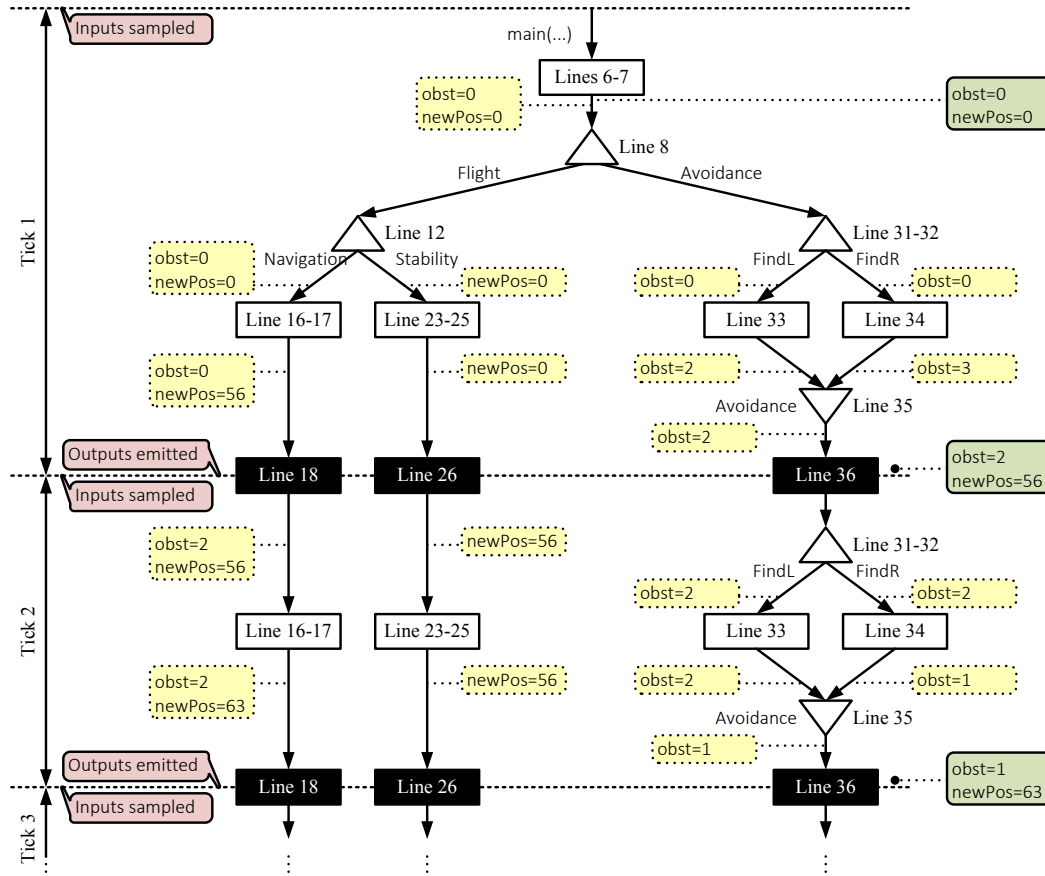 Inputs sampled
main(...)
Lines 6-7
obst=0
newPos=0
obst=0
newPos=0
Line 8
Flight
Avoidance
Tick 1
Line 12
Line 31-32
obst=0
newPos=0
Navigation
Stability
newPos=0
FindL
FindR
obst=0
obst=0
Line 16-17
Line 23-25
Line 33
Line 34
obst=0
newPos=56
newPos=0
obst=2
obst=3
Avoidance
Line 35
obst=2
Outputs emitted
Line 18
Line 26
Line 36
obst=2
newPos=56
Inputs sampled
Tick 2
obst=2
newPos=56
newPos=56
Line 31-32
FindL
FindR
obst=2
obst=2
Line 16-17
Line 23-25
Line 33
Line 34
obst=2
newPos=63
newPos=56
obst=2
obst=1
Avoidance
Line 35
obst=1
Outputs emitted
Line 18
Line 26
Line 36
obst=1
newPos=63
Inputs sampled
Tick 3